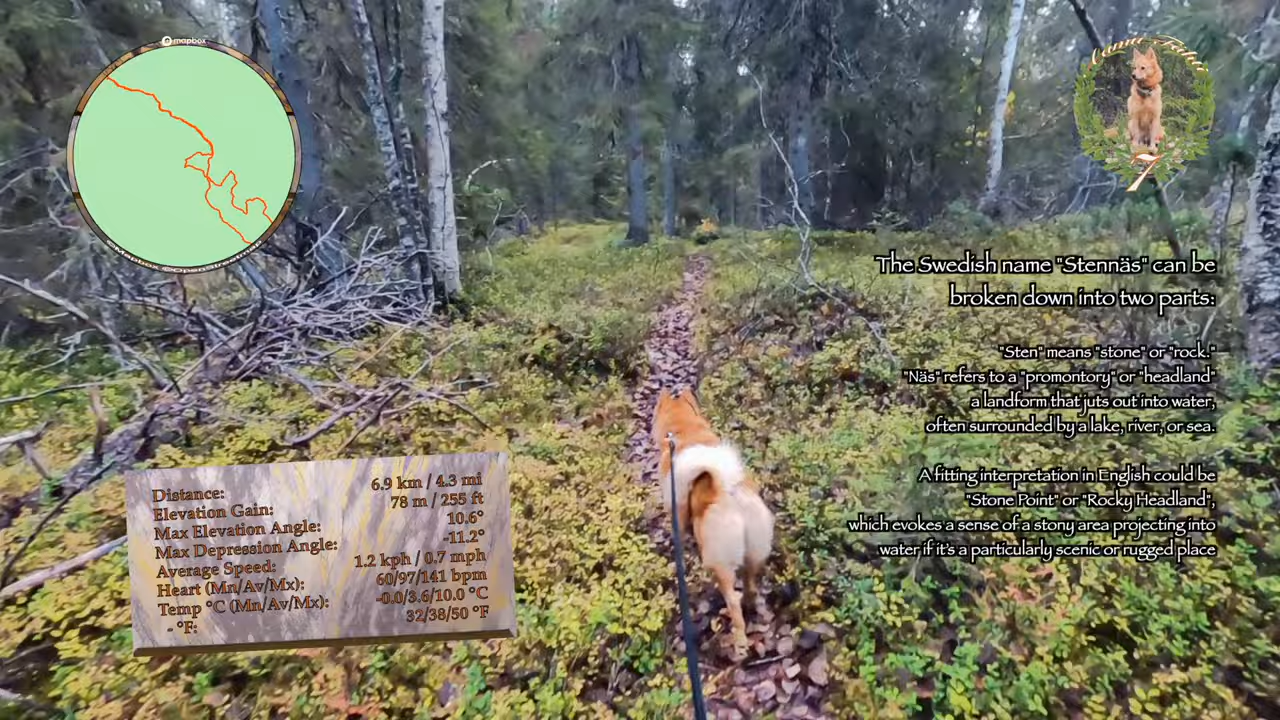 mapbox
©Mapbox ©OpenStreetMap
The Swedish name "Stennäs" can be
broken down into two parts:
"Sten" means "stone" or "rock."
"Näs" refers to a "promontory" or "headland"
a landform that juts out into water,
often surrounded by a lake, river, or sea.
A fitting interpretation in English could be
"Stone Point" or "Rocky Headland",
which evokes a sense of a stony area projecting into
water if it's a particularly scenic or rugged place
Distance: 6.9 km / 4.3 mi
Elevation Gain: 78 m / 255 ft
Max Elevation Angle: 10.6°
Max Depression Angle: -11.2°
Average Speed: 1.2 kph / 0.7 mph
Heart (Mn/Av/Mx): 60/97/141 bpm
Temp °C (Mn/Av/Mx): -0.0/3.6/10.0 °C
- °F: 32/38/50 °F